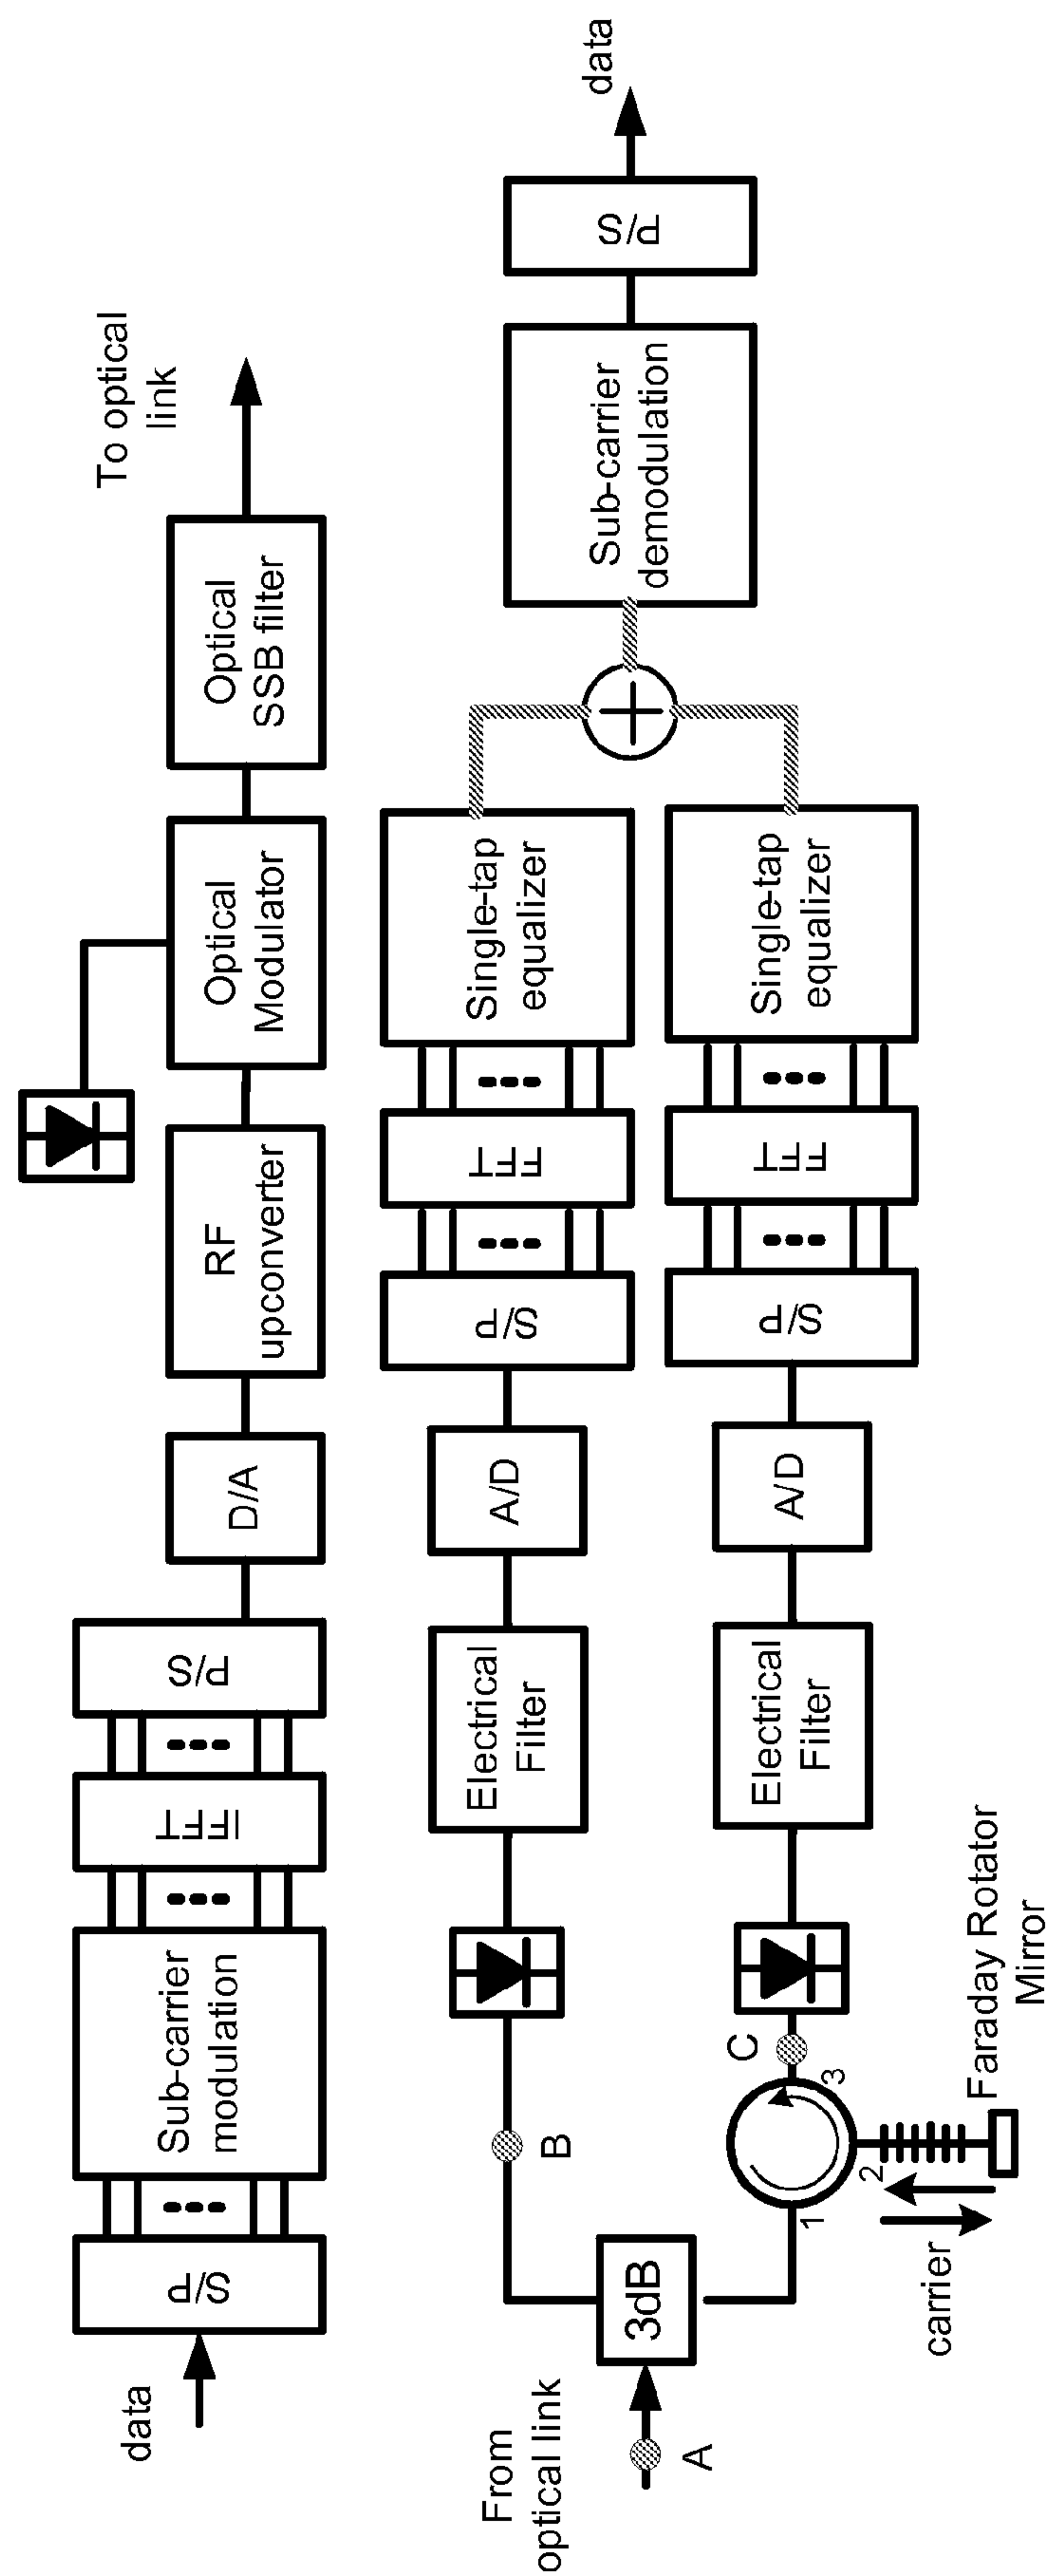 data
S/P
Sub-carrier
modulation
IFFT
P/S
D/A
RF
upconverter
Optical
Modulator
Optical
SSB filter
To optical
link
From
optical link
A
3dB
B
Electrical
Filter
A/D
S/P
FFT
Single-tap
equalizer
1
2
3
C
carrier
Faraday Rotator
Mirror
Electrical
Filter
A/D
S/P
FFT
Single-tap
equalizer
Sub-carrier
demodulation
P/S
data